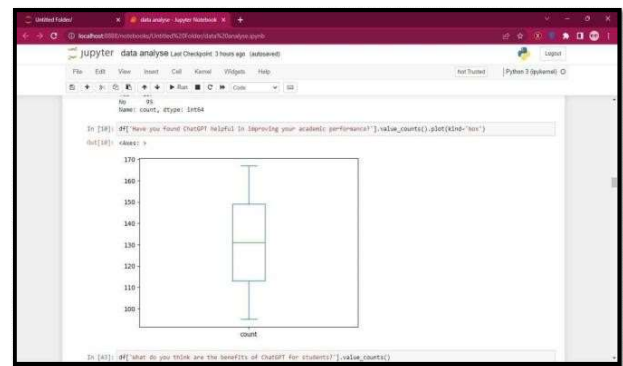 Untitled Folder/
data analyse - Jupyter Notebook
localhost:8888/notebooks/Untitled%20Folder/data%20analyse.ipynb
jupyter data analyse Last Checkpoint: 3 hours ago (autosaved)
Logout
File Edit View Insert Cell Kernel Widgets Help
Not Trusted
Python 3 (ipykernel)
Run
Code
No 95
Name: count, dtype: int64
In [10]: df['Have you found ChatGPT helpful in improving your academic performance?'].value_counts().plot(kind='box')
Out[10]: <Axes: >
170
160
150
140
130
120
110
100
count
In [43]: df['What do you think are the benefits of ChatGPT for students?'].value_counts()